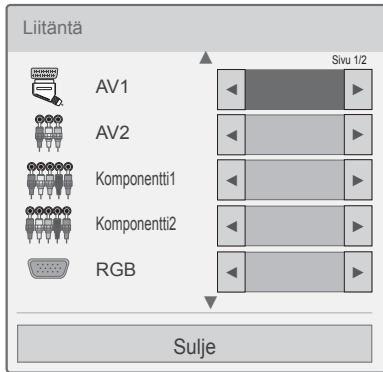 Liitäntä
Sivu 1/2
AV1
AV2
Komponentti1
Komponentti2
RGB
Sulje